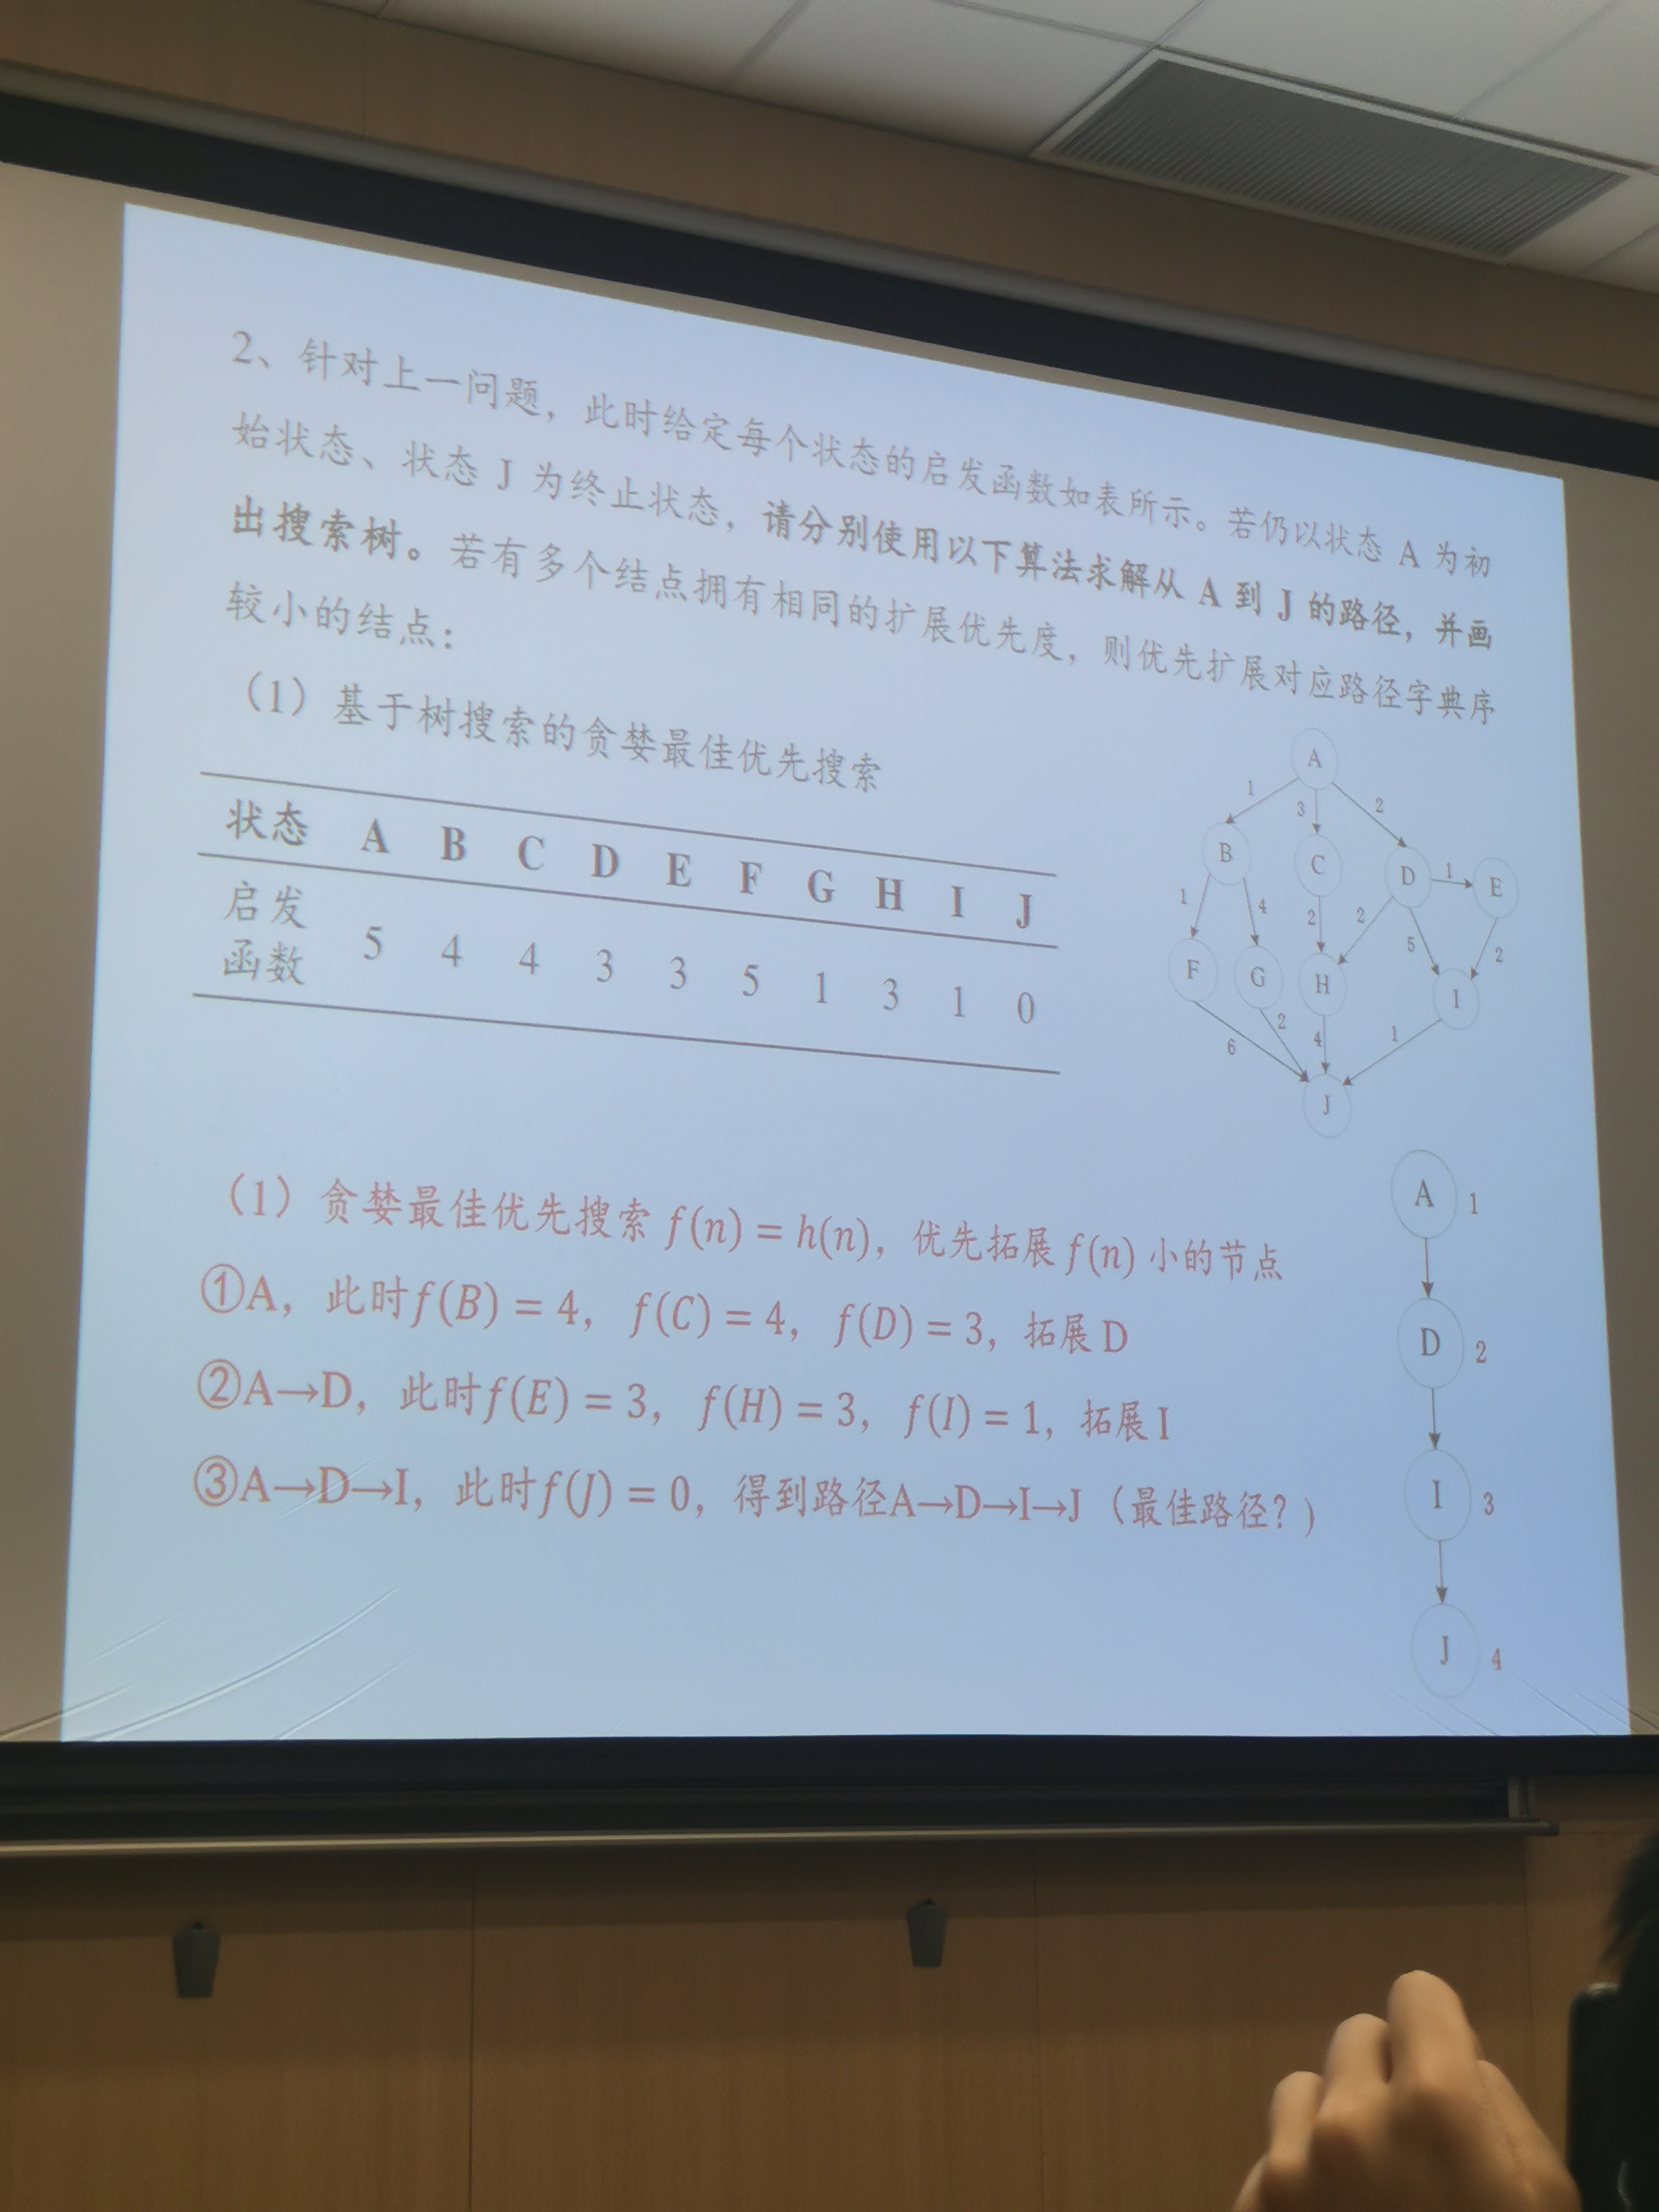 2、针对上一问题，此时给定每个状态的启发函数如表所示。若仍以状态 A 为初
始状态、状态 J 为终止状态，请分别使用以下算法求解从 A 到 J 的路径，并画
出搜索树。若有多个结点拥有相同的扩展优先度，则优先扩展对应路径字典序
较小的结点：
（1）基于树搜索的贪婪最佳优先搜索
状态 A B C D E F G H I J
启发
函数
5 4 4 3 3 5 1 3 1 0
A
1 3 2
B C D 1 E
1 4 2 2 5 2
F G H I
6 2 4 1
J
（1）贪婪最佳优先搜索 f(n) = h(n)，优先拓展 f(n) 小的节点
①A，此时f(B) = 4，f(C) = 4，f(D) = 3，拓展 D
②A→D，此时f(E) = 3，f(H) = 3，f(I) = 1，拓展 I
③A→D→I，此时f(J) = 0，得到路径A→D→I→J（最佳路径？）
A 1
D 2
I 3
J 4